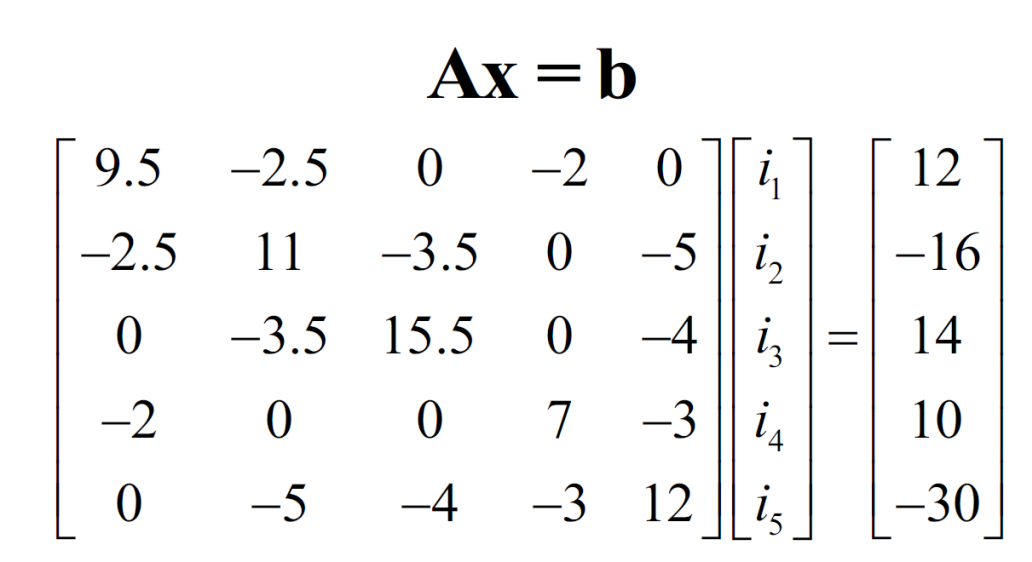 Ax = b
9.5 −2.5 0 −2 0 i₁ 12
−2.5 11 −3.5 0 −5 i₂ −16
0 −3.5 15.5 0 −4 i₃ = 14
−2 0 0 7 −3 i₄ 10
0 −5 −4 −3 12 i₅ −30